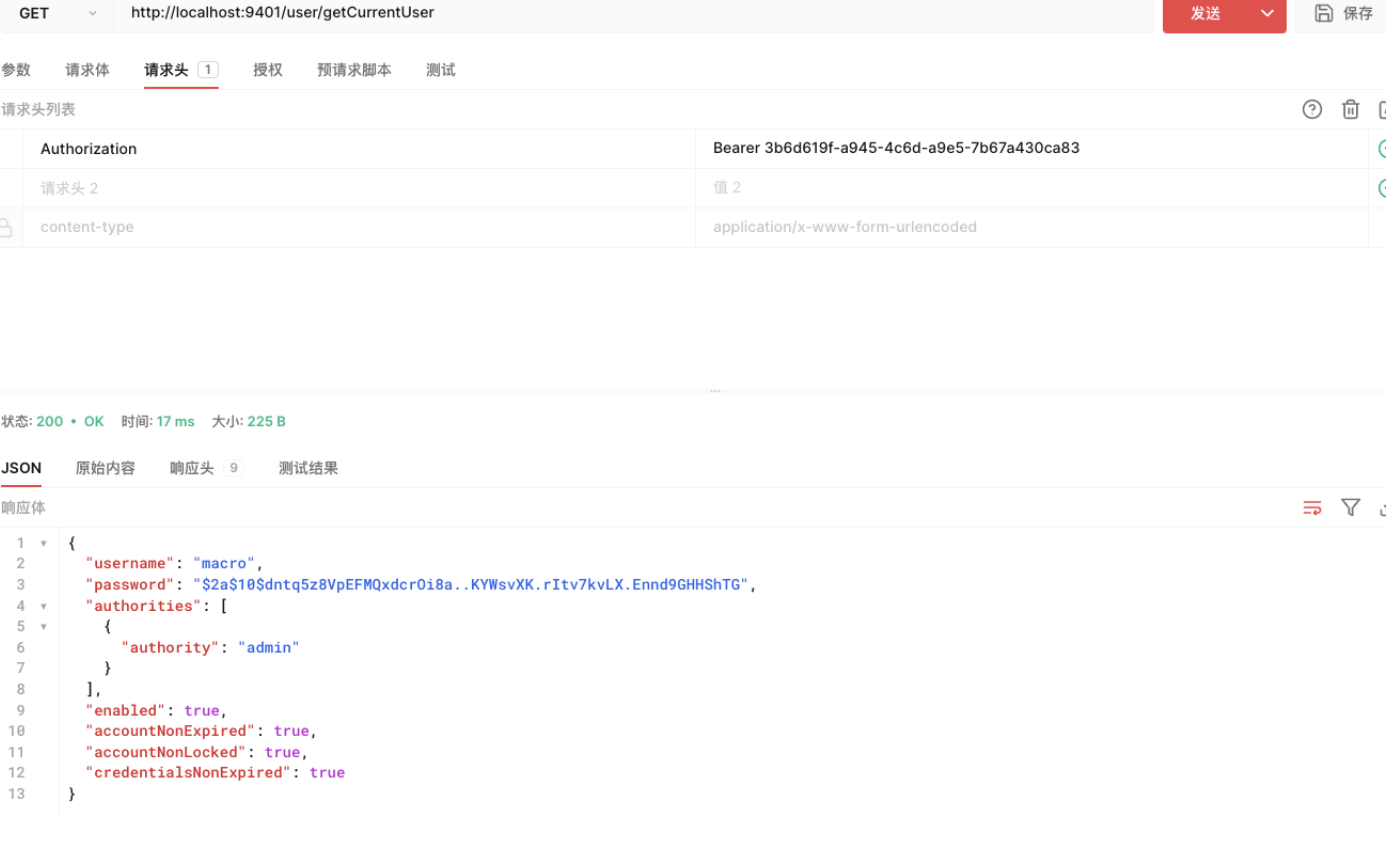 GET http://localhost:9401/user/getCurrentUser 发送 保存
参数 请求体 请求头 1 授权 预请求脚本 测试
请求头列表
Authorization Bearer 3b6d619f-a945-4c6d-a9e5-7b67a430ca83
请求头 2 值 2
content-type application/x-www-form-urlencoded
状态: 200 • OK 时间: 17 ms 大小: 225 B
JSON 原始内容 响应头 9 测试结果
响应体
1 {
2 "username": "macro",
3 "password": "$2a$10$dntq5z8VpEFMQxdcrOi8a..KYWsvXK.rItv7kvLX.Ennd9GHHShTG",
4 "authorities": [
5 {
6 "authority": "admin"
7 }
8 ],
9 "enabled": true,
10 "accountNonExpired": true,
11 "accountNonLocked": true,
12 "credentialsNonExpired": true
13 }